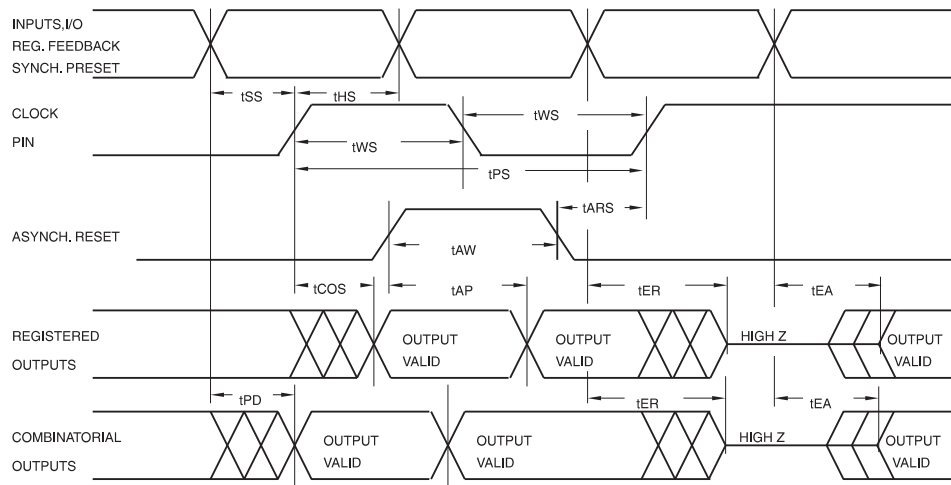 INPUTS,I/O
REG. FEEDBACK
SYNCH. PRESET
tSS
tHS
CLOCK
PIN
tWS
tWS
tPS
tARS
ASYNCH. RESET
tAW
tCOS
tAP
tER
tEA
REGISTERED
OUTPUTS
OUTPUT
VALID
OUTPUT
VALID
HIGH Z
OUTPUT
VALID
tPD
tER
tEA
COMBINATORIAL
OUTPUTS
OUTPUT
VALID
OUTPUT
VALID
HIGH Z
OUTPUT
VALID